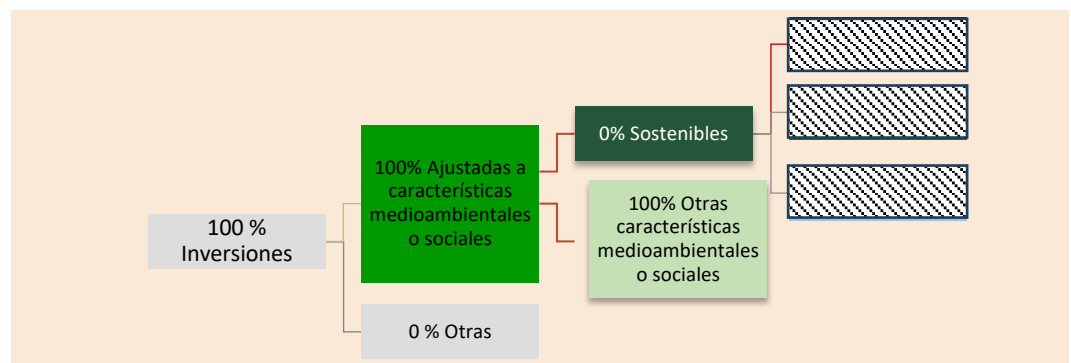 100 %
Inversiones
100% Ajustadas a
características
medioambientales
o sociales
0 % Otras
0% Sostenibles
100% Otras
características
medioambientales
o sociales